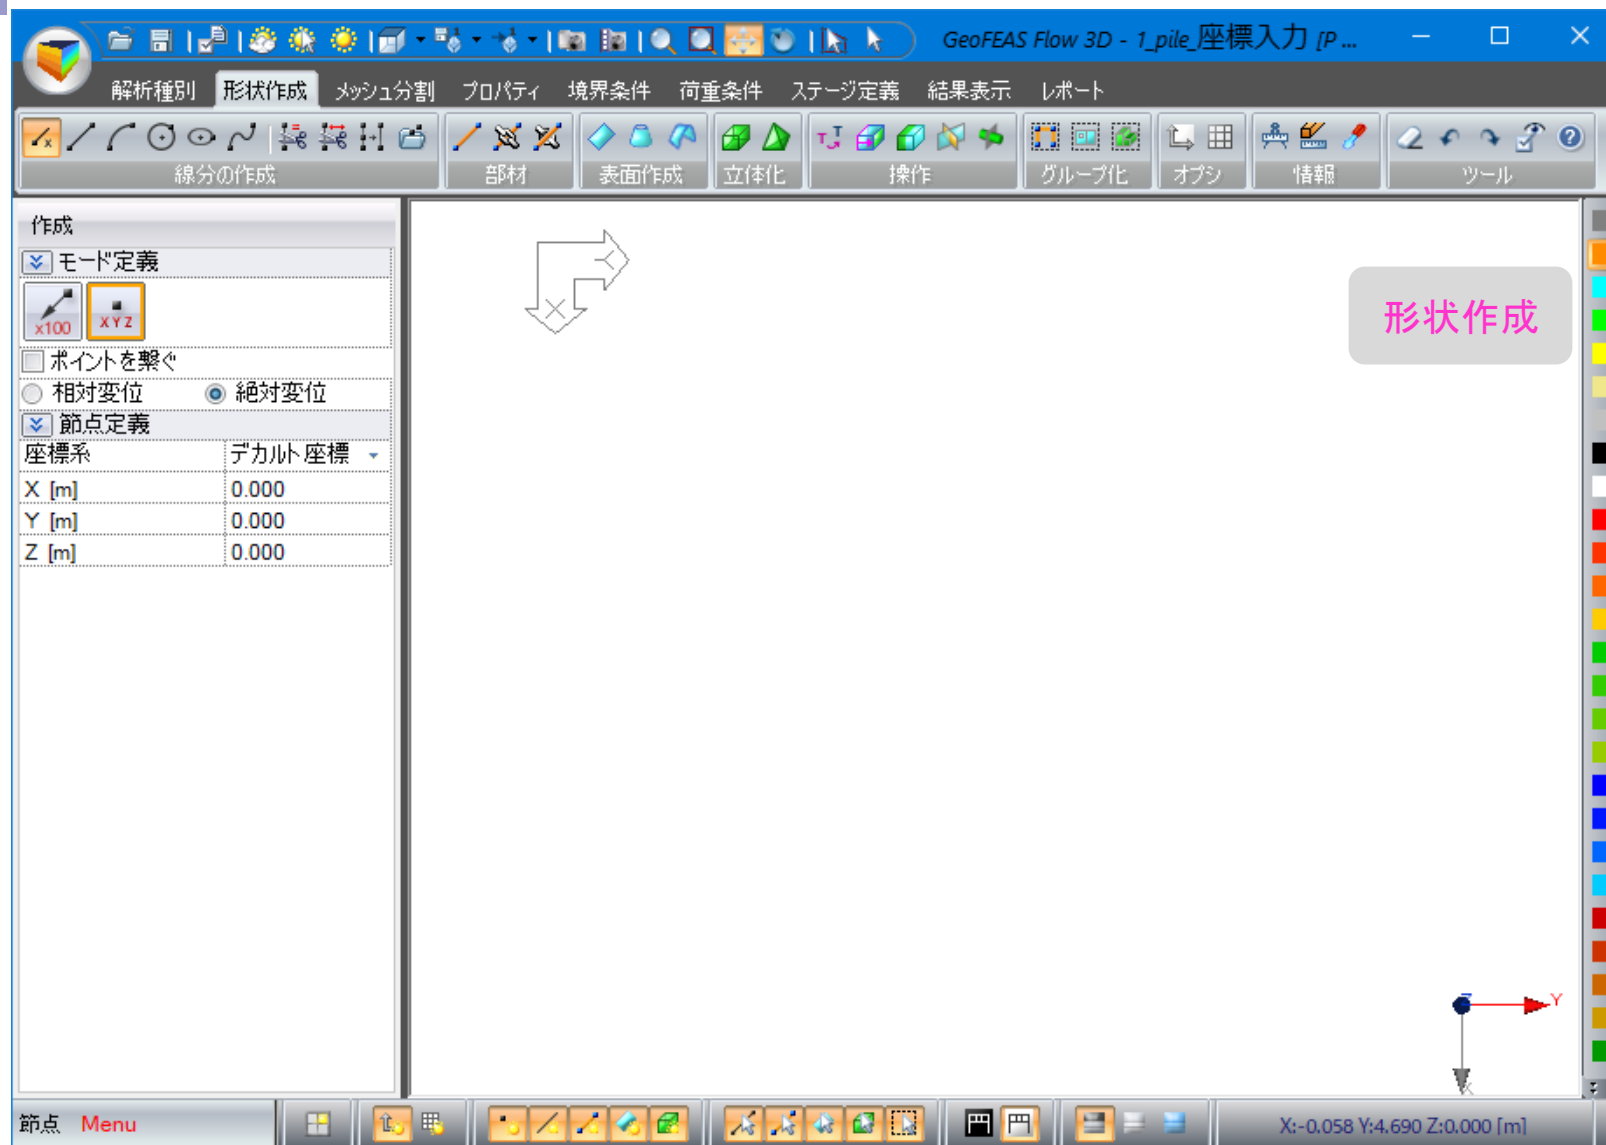 GeoFEAS Flow 3D - 1_pile_座標入力 [P ...
解析種別 形状作成 メッシュ分割 プロパティ 境界条件 荷重条件 ステージ定義 結果表示 レポート
線分の作成 部材 表面作成 立体化 操作 グループ化 オプシ 情報 ツール
作成
モード定義
x100 XYZ
ポイントを繋ぐ
相対変位 絶対変位
節点定義
座標系 デカルト座標
X [m] 0.000
Y [m] 0.000
Z [m] 0.000
Y
X
形状作成
Z Y
X
節点 Menu
X:-0.058 Y:4.690 Z:0.000 [m]